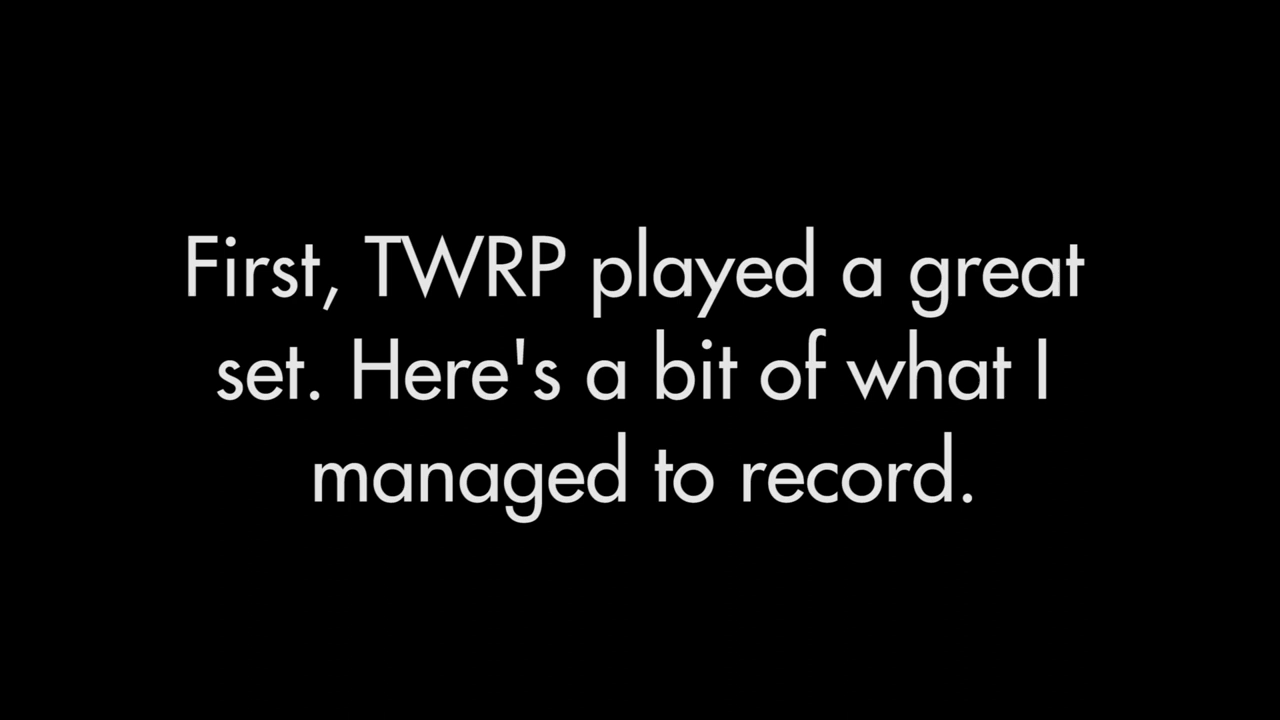 First, TWRP played a great
set. Here's a bit of what I
managed to record.